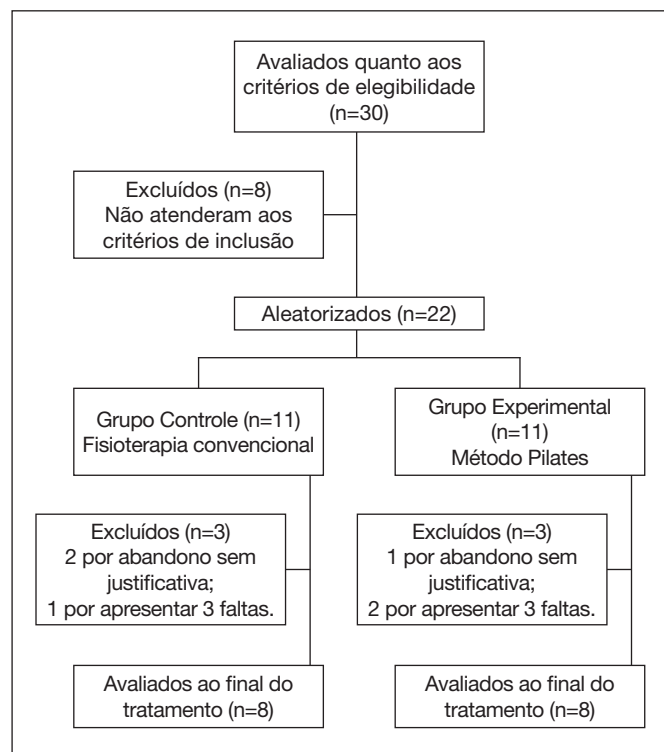 Avaliados quanto aos
critérios de elegibilidade
(n=30)
Excluídos (n=8)
Não atenderam aos
critérios de inclusão
Aleatorizados (n=22)
Grupo Controle (n=11)
Fisioterapia convencional
Grupo Experimental
(n=11)
Método Pilates
Excluídos (n=3)
2 por abandono sem
justificativa;
1 por apresentar 3 faltas.
Excluídos (n=3)
1 por abandono sem
justificativa;
2 por apresentar 3 faltas.
Avaliados ao final do
tratamento (n=8)
Avaliados ao final do
tratamento (n=8)